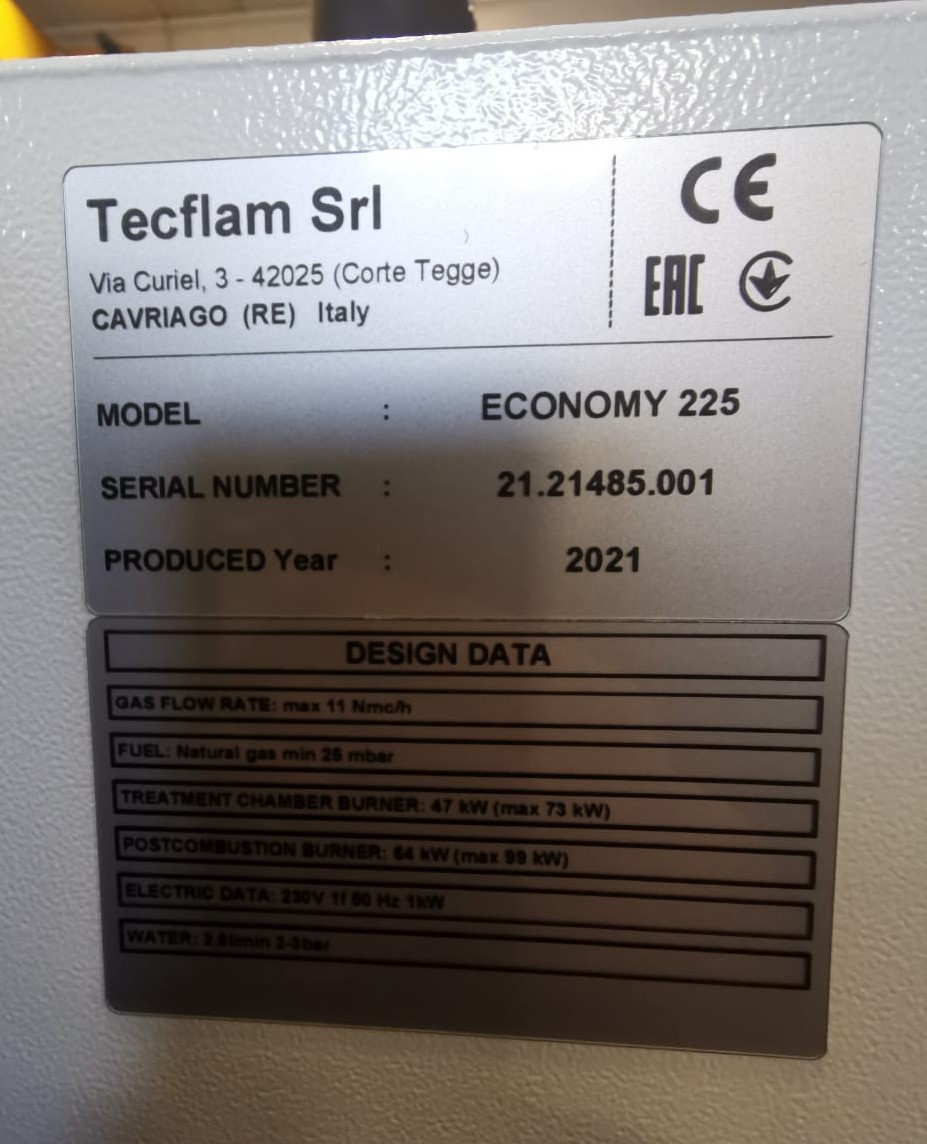 Tecflam Srl
Via Curiel, 3 - 42025 (Corte Tegge)
CAVRIAGO (RE) Italy
CE
EAC
MODEL : ECONOMY 225
SERIAL NUMBER : 21.21485.001
PRODUCED Year : 2021
DESIGN DATA
GAS FLOW RATE: max 11 Nmc/h
FUEL: Natural gas min 25 mbar
TREATMENT CHAMBER BURNER: 47 kW (max 73 kW)
POSTCOMBUSTION BURNER: 64 kW (max 99 kW)
ELECTRIC DATA: 230V 1f Hz 1kW
WATER: 2-3bar